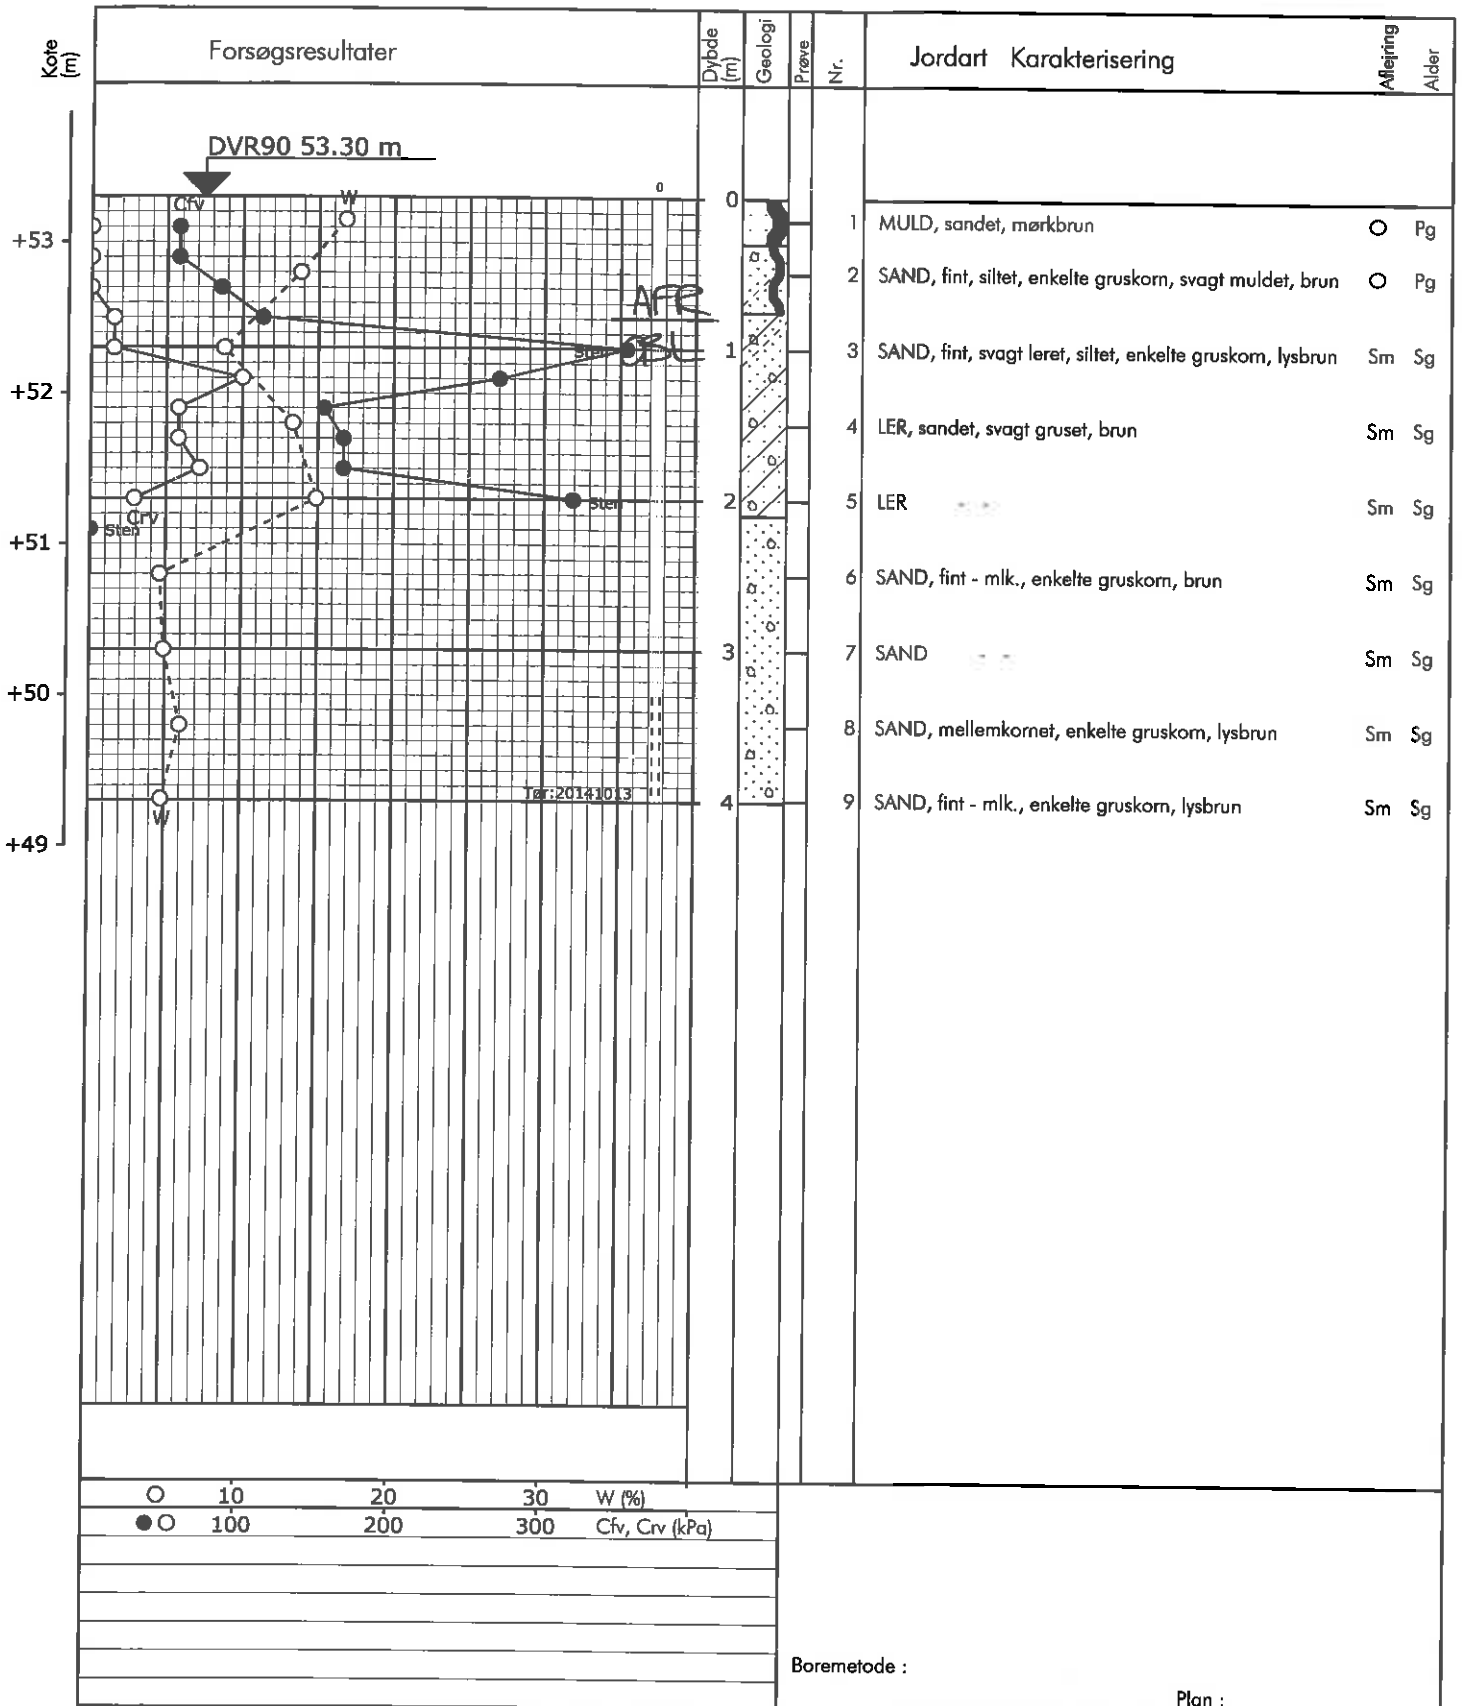 Kote (m)
Forsøgsresultater
Dybde (m)
Geologi
Prøve
Nr.
Jordart Karakterisering
Aflejring
Alder
DVR90 53.30 m
Cfv
W
0
0
+53
1 MULD, sandet, mørkbrun O Pg
2 SAND, fint, siltet, enkelte gruskorn, svagt muldet, brun O Pg
AFR
OBL
Sten
1
3 SAND, fint, svagt leret, siltet, enkelte gruskorn, lysbrun Sm Sg
+52
4 LER, sandet, svagt gruset, brun Sm Sg
Sten
2
5 LER " " Sm Sg
Crv
Sten
+51
6 SAND, fint - mlk., enkelte gruskorn, brun Sm Sg
3
7 SAND " " Sm Sg
+50
8 SAND, mellemkornet, enkelte gruskorn, lysbrun Sm Sg
Tør:20141013
4
9 SAND, fint - mlk., enkelte gruskorn, lysbrun Sm Sg
W
+49
10 20 30 W (%)
100 200 300 Cfv, Crv (kPa)
Boremetode :
Plan :